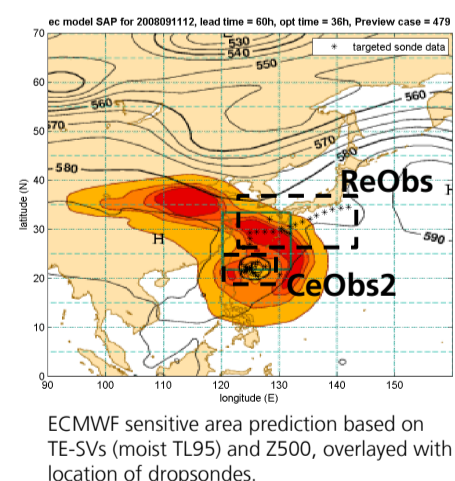 ec model SAP for 2008091112, lead time = 60h, opt time = 36h, Preview case = 479
* targeted sonde data
70
60
50
40
30
20
10
0
latitude (N)
530
540
550
560
560
570
570
580
580
590
H
H
H
ReObs
CeObs2
90
100
110
120
130
140
150
longitude (E)
ECMWF sensitive area prediction based on
TE-SVs (moist TL95) and Z500, overlayed with
location of dropsondes.